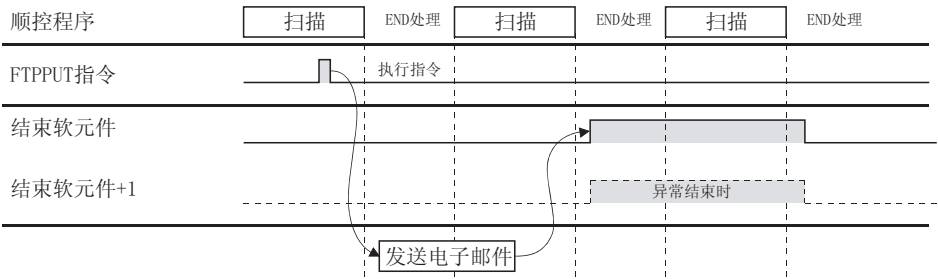 顺控程序 扫描 END处理 扫描 END处理 扫描 END处理
FTPPUT指令 执行指令
结束软元件
结束软元件+1 异常结束时
发送电子邮件